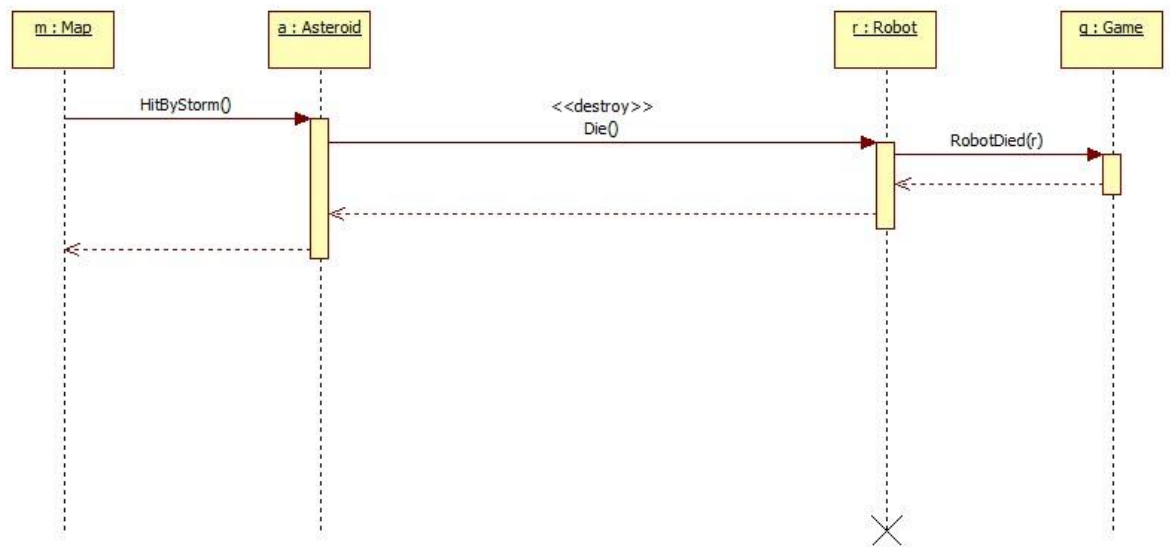 m : Map
a : Asteroid
r : Robot
g : Game
HitByStorm()
<<destroy>>
Die()
RobotDied(r)